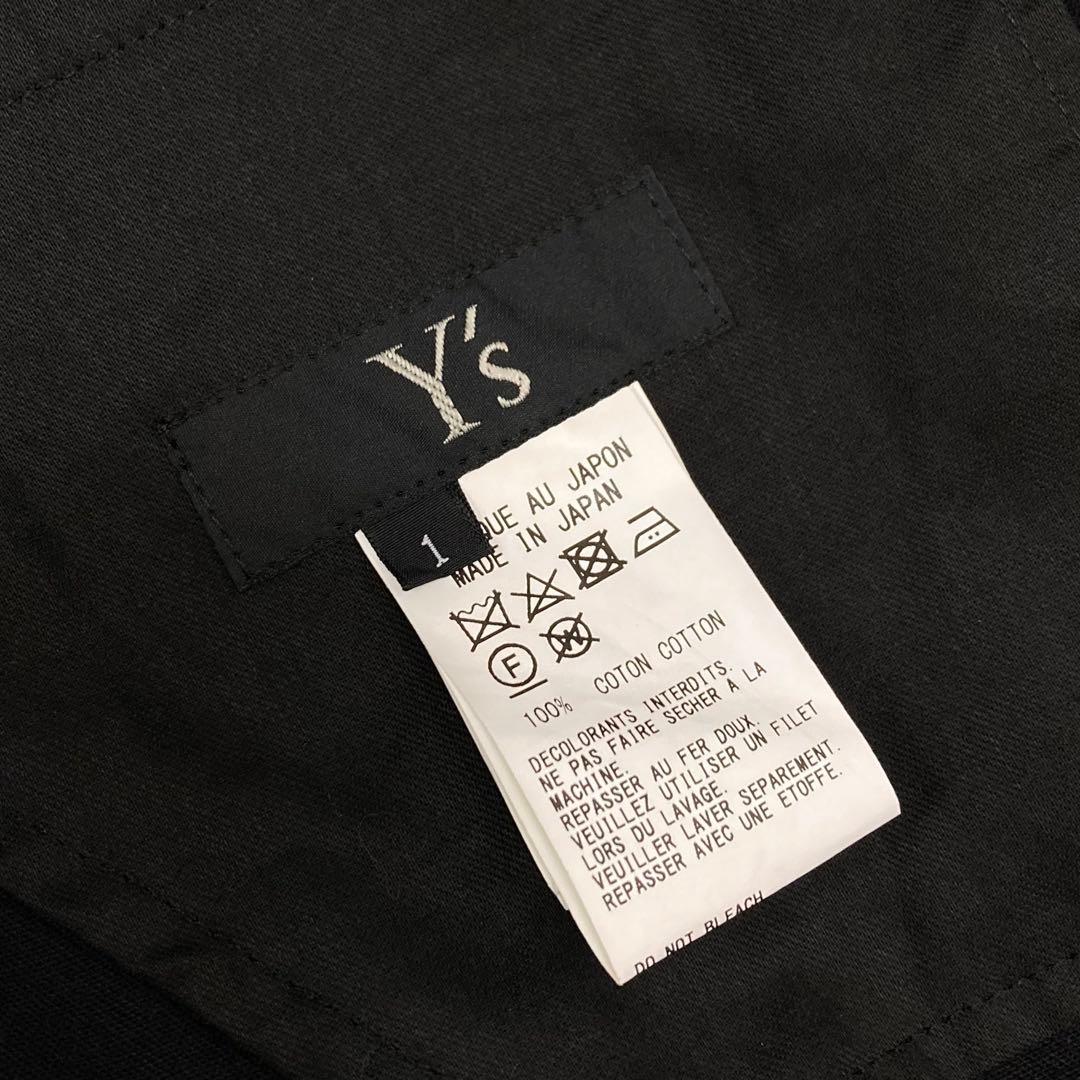 Y's
1
QUE AU JAPON
MADE IN JAPAN
F
W
100% COTON COTTON
DECOLORANTS INTERDITS.
NE PAS FAIRE SECHER À LA
MACHINE.
REPASSER AU FER DOUX.
VEUILLEZ UTILISER UN FILET
LORS DU LAVAGE.
VEUILLER LAVER SEPAREMENT.
REPASSER AVEC UNE ETOFFE.
DO NOT BLEACH